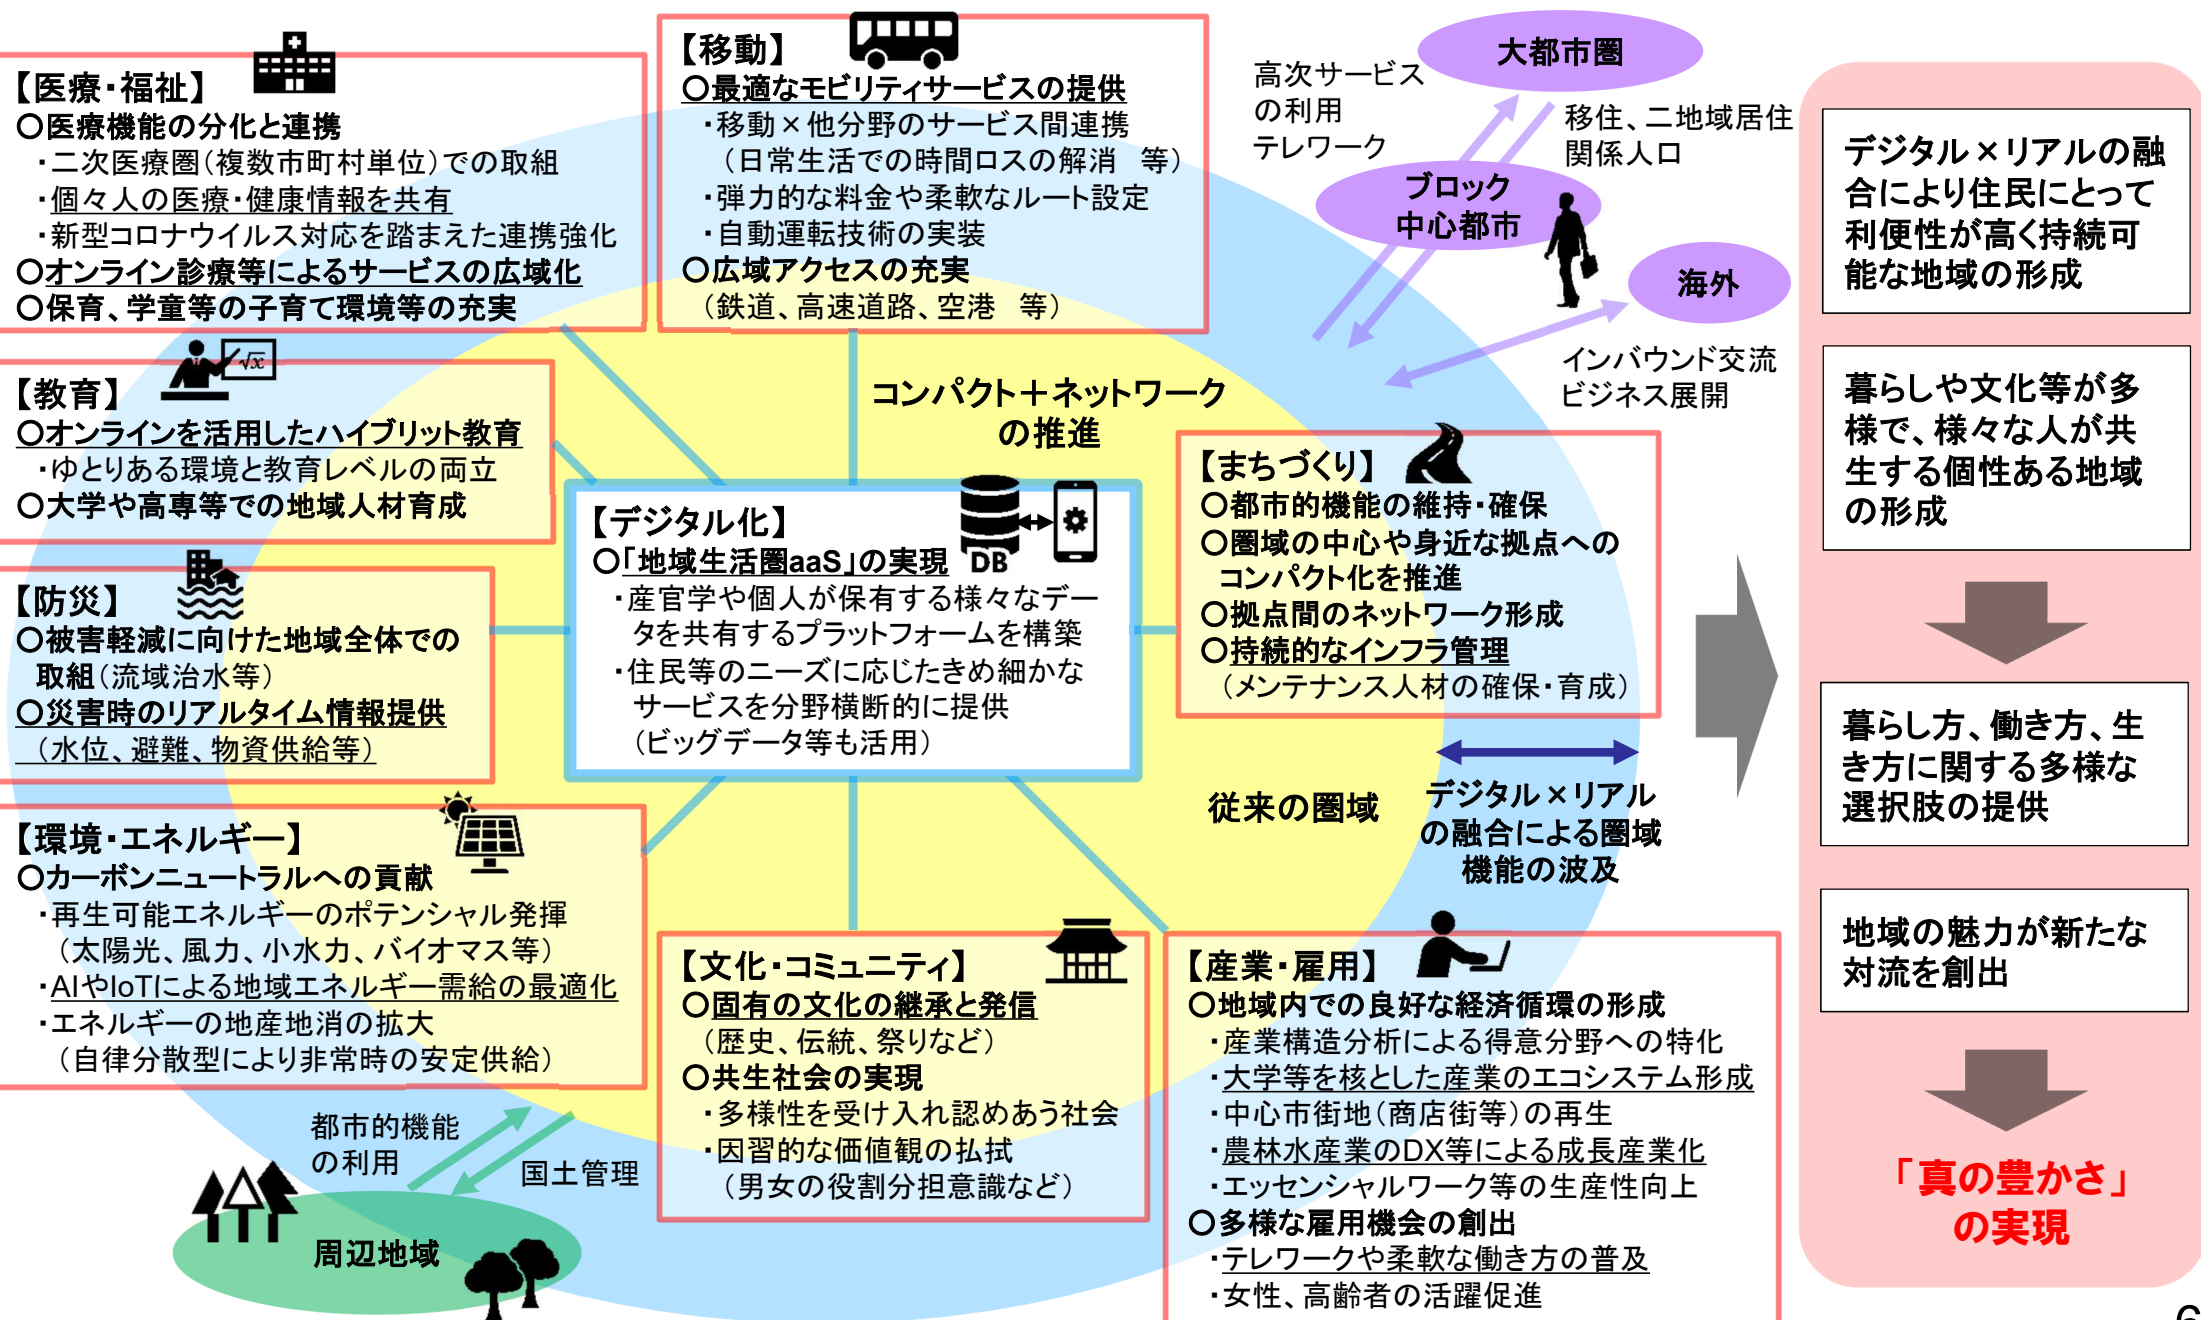 【医療・福祉】
〇医療機能の分化と連携
・二次医療圏(複数市町村単位)での取組
・個々人の医療・健康情報を共有
・新型コロナウイルス対応を踏まえた連携強化
〇オンライン診療等によるサービスの広域化
〇保育、学童等の子育て環境等の充実
【移動】
〇最適なモビリティサービスの提供
・移動×他分野のサービス間連携
(日常生活での時間ロスの解消 等)
・弾力的な料金や柔軟なルート設定
・自動運転技術の実装
〇広域アクセスの充実
(鉄道、高速道路、空港 等)
大都市圏
高次サービス
の利用
テレワーク
移住、二地域居住
関係人口
ブロック
中心都市
海外
インバウンド交流
ビジネス展開
【教育】
√x
〇オンラインを活用したハイブリット教育
・ゆとりある環境と教育レベルの両立
〇大学や高専等での地域人材育成
コンパクト＋ネットワーク
の推進
【防災】
〇被害軽減に向けた地域全体での
取組(流域治水等)
〇災害時のリアルタイム情報提供
(水位、避難、物資供給等)
【デジタル化】
〇「地域生活圏aaS」の実現
DB
・産官学や個人が保有する様々なデー
タを共有するプラットフォームを構築
・住民等のニーズに応じたきめ細かな
サービスを分野横断的に提供
(ビッグデータ等も活用)
【まちづくり】
〇都市的機能の維持・確保
〇圏域の中心や身近な拠点への
コンパクト化を推進
〇拠点間のネットワーク形成
〇持続的なインフラ管理
(メンテナンス人材の確保・育成)
従来の圏域
デジタル×リアル
の融合による圏域
機能の波及
【環境・エネルギー】
〇カーボンニュートラルへの貢献
・再生可能エネルギーのポテンシャル発揮
(太陽光、風力、小水力、バイオマス等)
・AIやIoTによる地域エネルギー需給の最適化
・エネルギーの地産地消の拡大
(自律分散型により非常時の安定供給)
都市的機能
の利用
国土管理
周辺地域
【文化・コミュニティ】
〇固有の文化の継承と発信
(歴史、伝統、祭りなど)
〇共生社会の実現
・多様性を受け入れ認めあう社会
・因習的な価値観の払拭
(男女の役割分担意識など)
【産業・雇用】
〇地域内での良好な経済循環の形成
・産業構造分析による得意分野への特化
・大学等を核とした産業のエコシステム形成
・中心市街地(商店街等)の再生
・農林水産業のDX等による成長産業化
・エッセンシャルワーク等の生産性向上
〇多様な雇用機会の創出
・テレワークや柔軟な働き方の普及
・女性、高齢者の活躍促進
デジタル×リアルの融
合により住民にとって
利便性が高く持続可
能な地域の形成
暮らしや文化等が多
様で、様々な人が共
生する個性ある地域
の形成
暮らし方、働き方、生
き方に関する多様な
選択肢の提供
地域の魅力が新たな
対流を創出
「真の豊かさ」
の実現
6